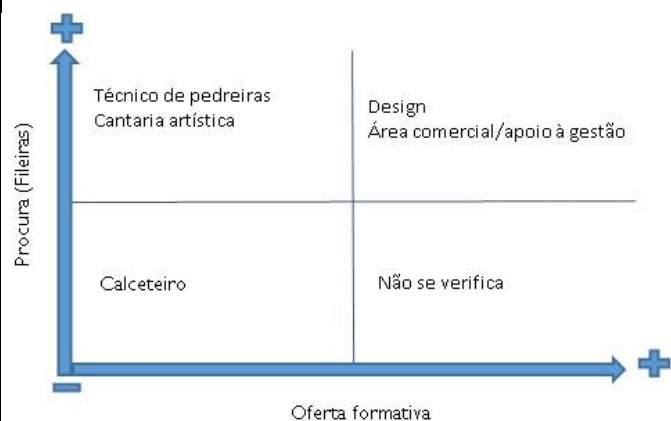 Técnico de pedreiras
Cantaria artística
Design
Área comercial/apoio à gestão
Procura (Fileiras)
Calceteiro
Não se verifica
Oferta formativa